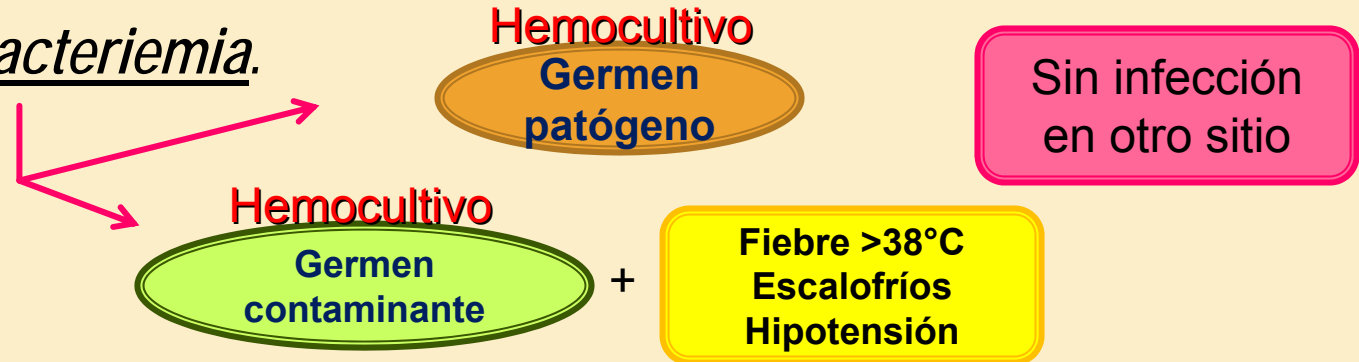 acteriemia.
Hemocultivo
Germen
patógeno
Sin infección
en otro sitio
Hemocultivo
Germen
contaminante
+
Fiebre >38°C
Escalofríos
Hipotensión